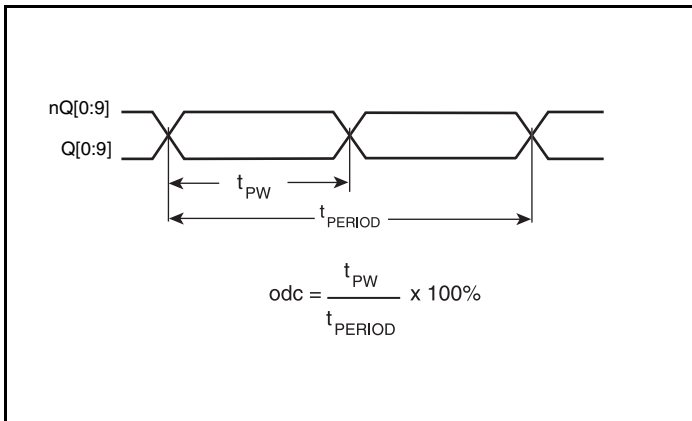 nQ[0:9]
Q[0:9]
tPW
tPERIOD
odc = tPW / tPERIOD x 100%